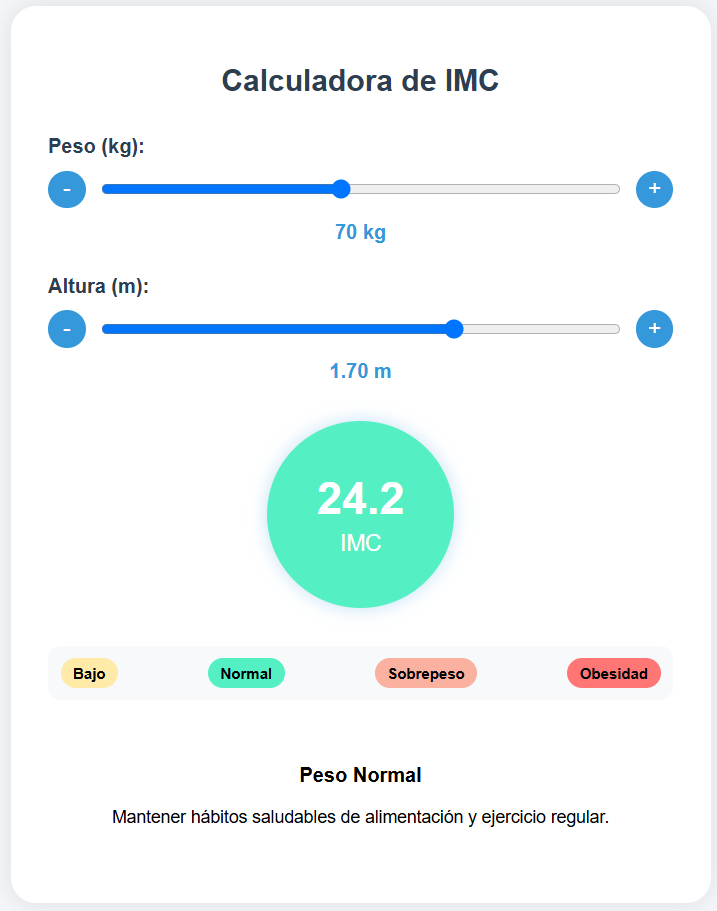 Calculadora de IMC
Peso (kg):
- +
70 kg
Altura (m):
- +
1.70 m
24.2
IMC
Bajo Normal Sobrepeso Obesidad
Peso Normal
Mantener hábitos saludables de alimentación y ejercicio regular.